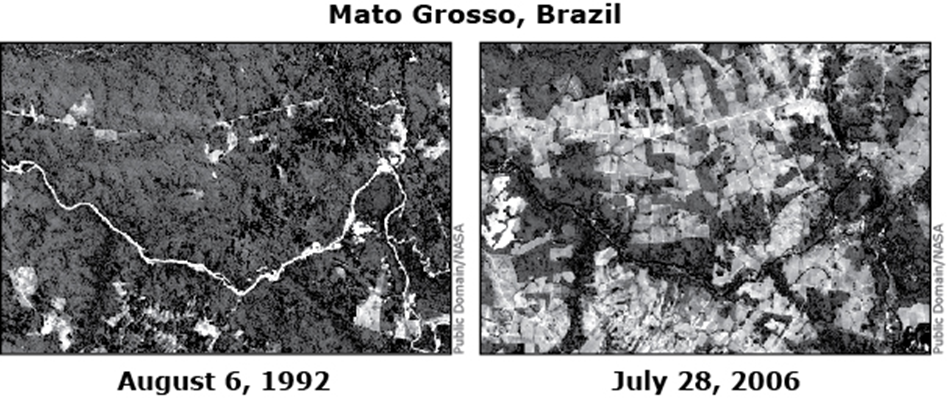 Mato Grosso, Brazil
Public Domain/NASA
Public Domain/NASA
August 6, 1992
July 28, 2006